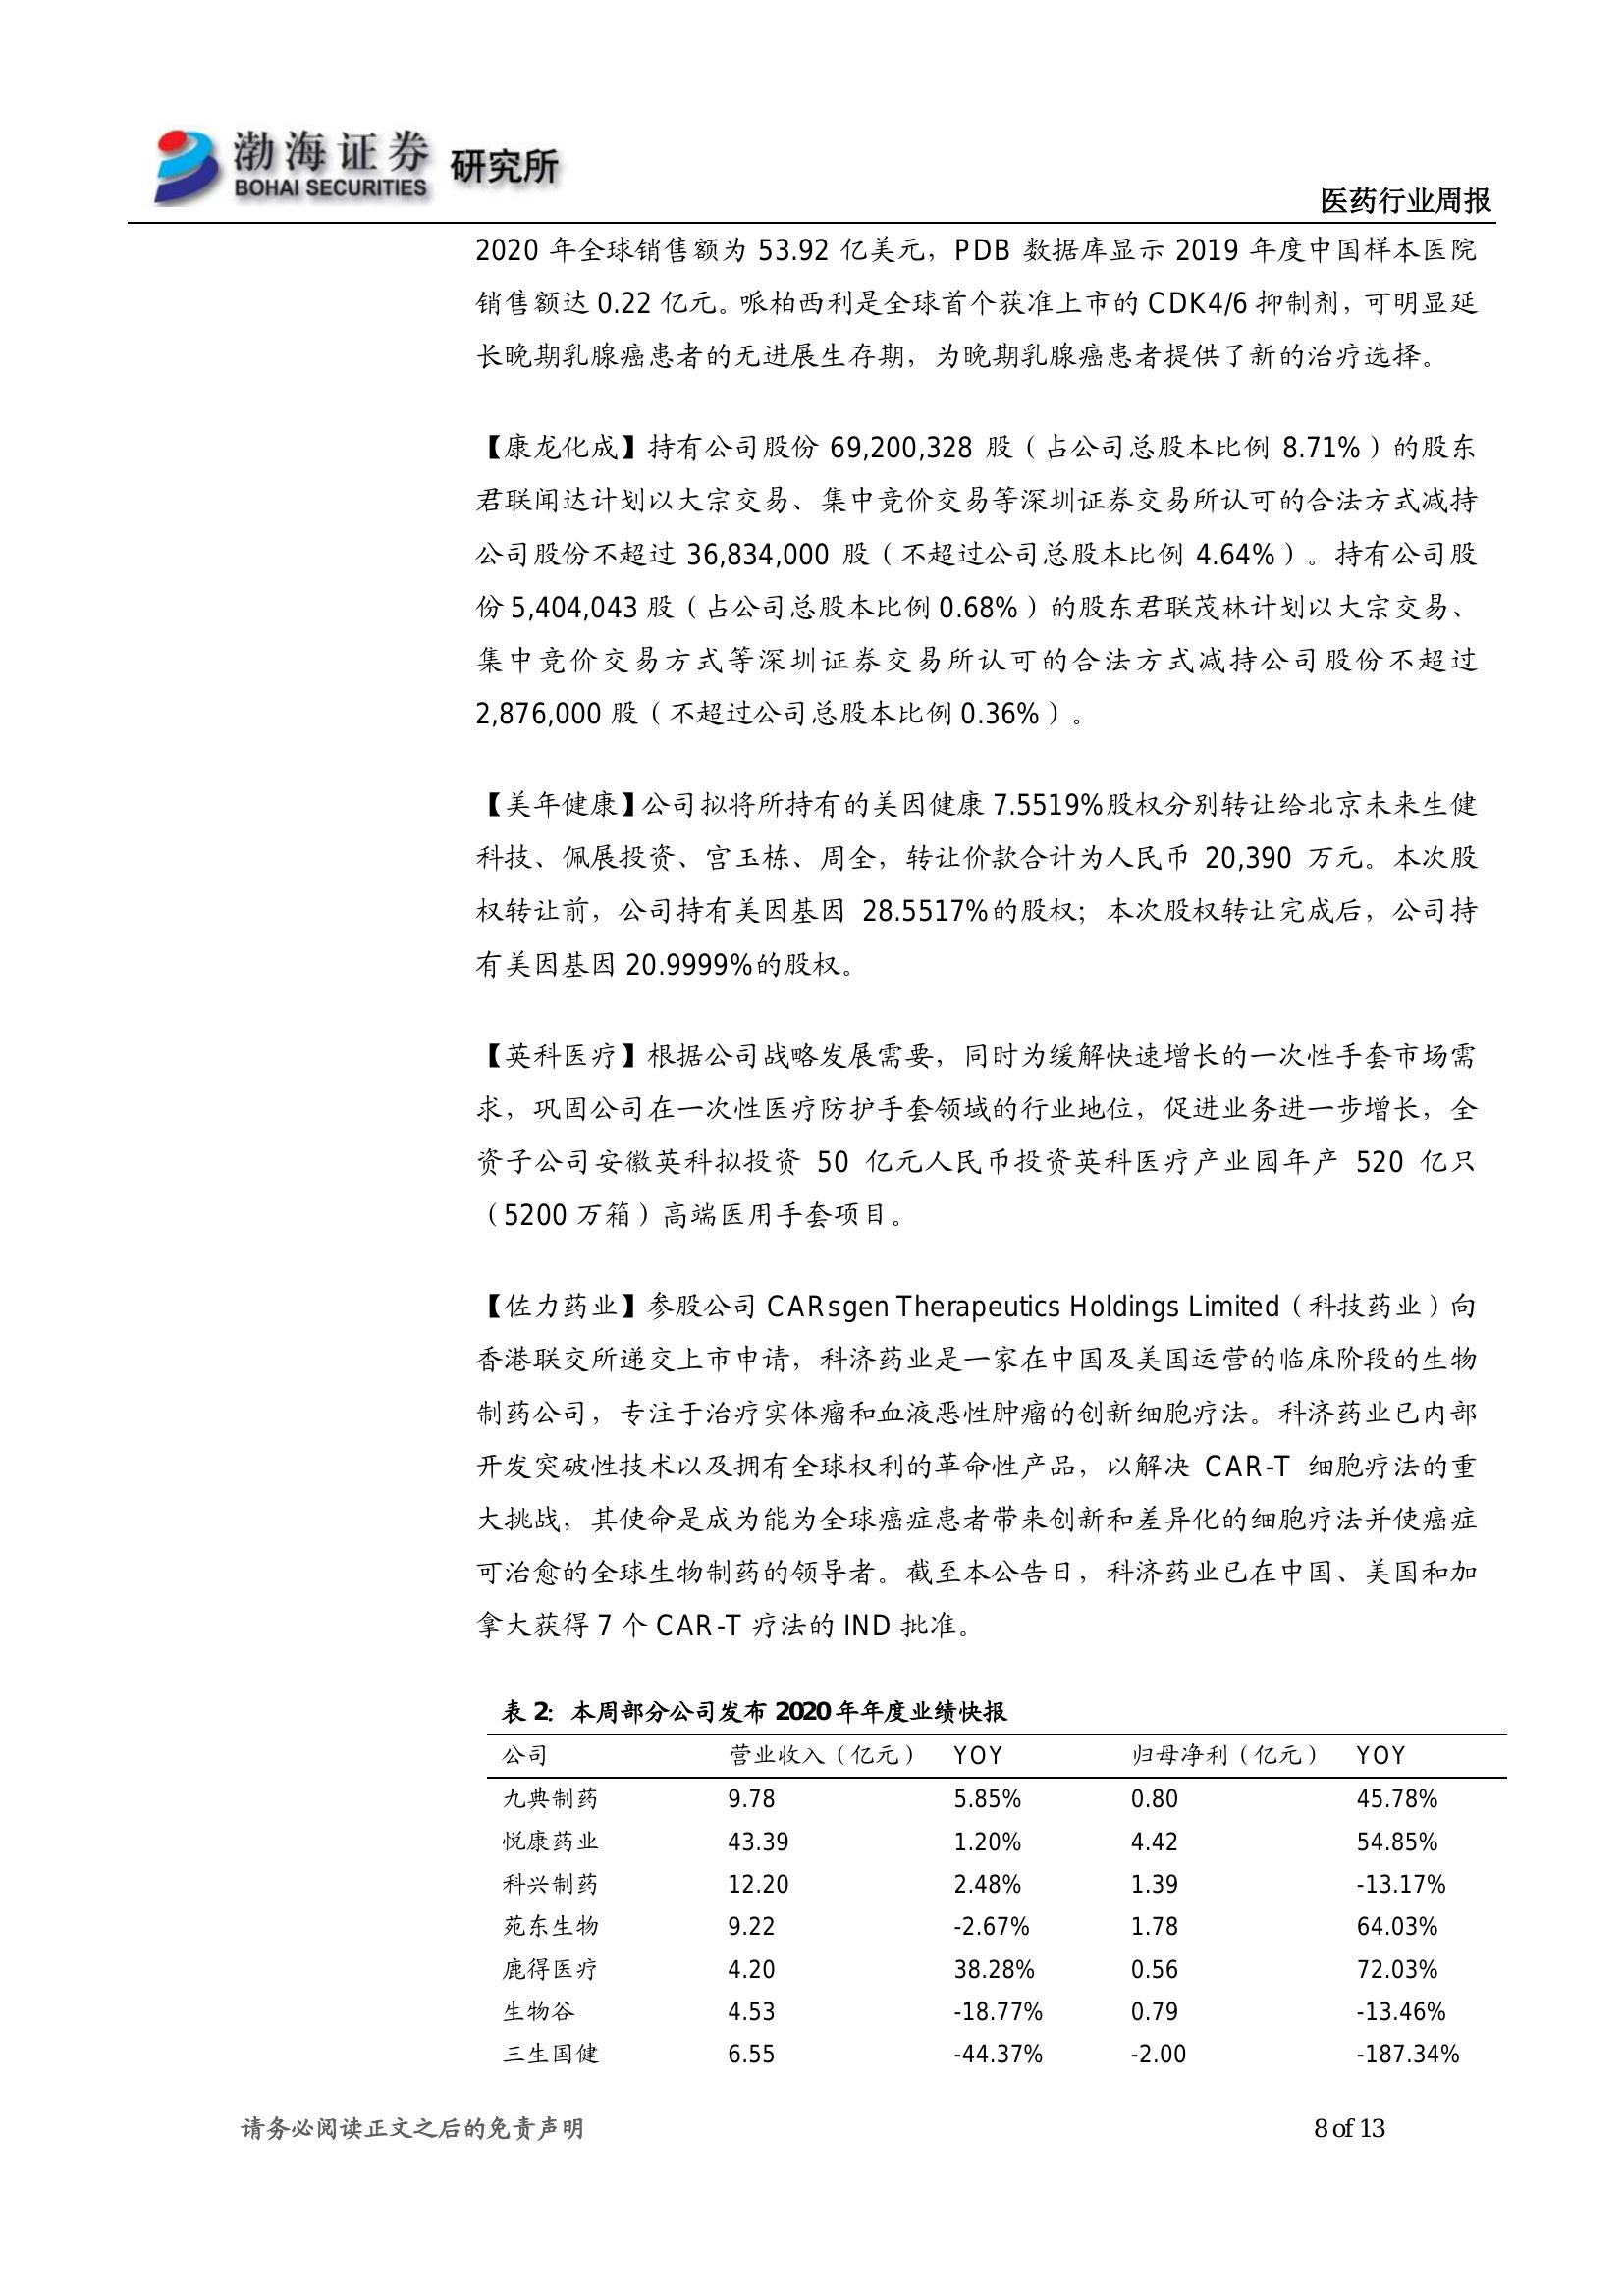 渤海证券 研究所
BOHAI SECURITIES
医药行业周报
2020 年全球销售额为 53.92 亿美元，PDB 数据库显示 2019 年度中国样本医院
销售额达 0.22 亿元。哌柏西利是全球首个获准上市的 CDK4/6 抑制剂，可明显延
长晚期乳腺癌患者的无进展生存期，为晚期乳腺癌患者提供了新的治疗选择。
【康龙化成】持有公司股份 69,200,328 股（占公司总股本比例 8.71%）的股东
君联闻达计划以大宗交易、集中竞价交易等深圳证券交易所认可的合法方式减持
公司股份不超过 36,834,000 股（不超过公司总股本比例 4.64%）。持有公司股
份 5,404,043 股（占公司总股本比例 0.68%）的股东君联茂林计划以大宗交易、
集中竞价交易方式等深圳证券交易所认可的合法方式减持公司股份不超过
2,876,000 股（不超过公司总股本比例 0.36%）。
【美年健康】公司拟将所持有的美因健康 7.5519%股权分别转让给北京未来生健
科技、佩展投资、宫玉栋、周全，转让价款合计为人民币 20,390 万元。本次股
权转让前，公司持有美因基因 28.5517%的股权；本次股权转让完成后，公司持
有美因基因 20.9999%的股权。
【英科医疗】根据公司战略发展需要，同时为缓解快速增长的一次性手套市场需
求，巩固公司在一次性医疗防护手套领域的行业地位，促进业务进一步增长，全
资子公司安徽英科拟投资 50 亿元人民币投资英科医疗产业园年产 520 亿只
（5200 万箱）高端医用手套项目。
【佐力药业】参股公司 CARsgen Therapeutics Holdings Limited（科技药业）向
香港联交所递交上市申请，科济药业是一家在中国及美国运营的临床阶段的生物
制药公司，专注于治疗实体瘤和血液恶性肿瘤的创新细胞疗法。科济药业已内部
开发突破性技术以及拥有全球权利的革命性产品，以解决 CAR-T 细胞疗法的重
大挑战，其使命是成为能为全球癌症患者带来创新和差异化的细胞疗法并使癌症
可治愈的全球生物制药的领导者。截至本公告日，科济药业已在中国、美国和加
拿大获得 7 个 CAR-T 疗法的 IND 批准。
表 2：本周部分公司发布 2020 年年度业绩快报
公司 营业收入（亿元） YOY 归母净利（亿元） YOY
九典制药 9.78 5.85% 0.80 45.78%
悦康药业 43.39 1.20% 4.42 54.85%
科兴制药 12.20 2.48% 1.39 -13.17%
苑东生物 9.22 -2.67% 1.78 64.03%
鹿得医疗 4.20 38.28% 0.56 72.03%
生物谷 4.53 -18.77% 0.79 -13.46%
三生国健 6.55 -44.37% -2.00 -187.34%
请务必阅读正文之后的免责声明 8 of 13